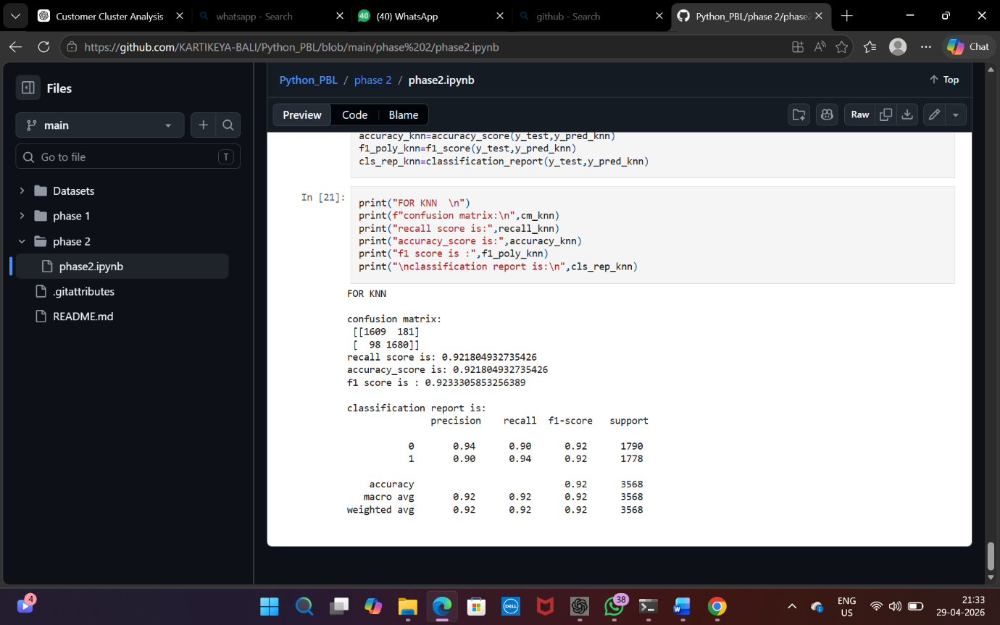 Customer Cluster Analysis
whatsapp - Search
40
(40) WhatsApp
github - Search
Python_PBL/phase 2/phase2
https://github.com/KARTIKEYA-BALI/Python_PBL/blob/main/phase%202/phase2.ipynb
Chat
Files
main
Go to file
T
Datasets
phase 1
phase 2
phase2.ipynb
.gitattributes
README.md
Python_PBL / phase 2 / phase2.ipynb
Top
Preview
Code
Blame
Raw
accuracy_knn=accuracy_score(y_test,y_pred_knn)
f1_poly_knn=f1_score(y_test,y_pred_knn)
cls_rep_knn=classification_report(y_test,y_pred_knn)
In [21]:
print("FOR KNN  \n")
print(f"confusion matrix:\n",cm_knn)
print("recall score is:",recall_knn)
print("accuracy_score is:",accuracy_knn)
print("f1 score is :",f1_poly_knn)
print("\nclassification report is:\n",cls_rep_knn)
FOR KNN
confusion matrix:
[[1609  181]
[  98 1680]]
recall score is: 0.921804932735426
accuracy_score is: 0.921804932735426
f1 score is : 0.9233305853256389
classification report is:
precision    recall  f1-score   support
0       0.94      0.90      0.92      1790
1       0.90      0.94      0.92      1778
accuracy                           0.92      3568
macro avg       0.92      0.92      0.92      3568
weighted avg       0.92      0.92      0.92      3568
4
DELL
38
W
ENG
US
21:33
29-04-2026